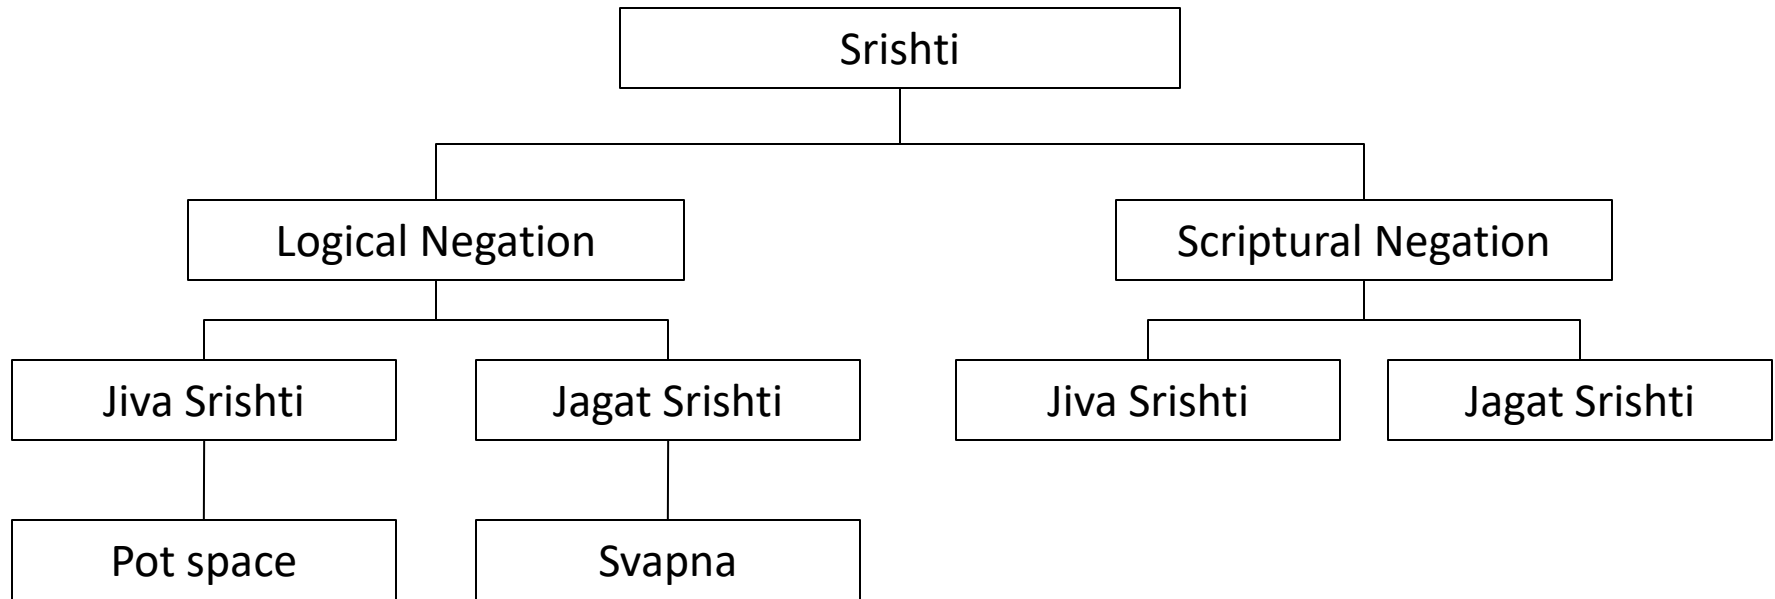 Srishti
Logical Negation
Scriptural Negation
Jiva Srishti
Jagat Srishti
Jiva Srishti
Jagat Srishti
Pot space
Svapna